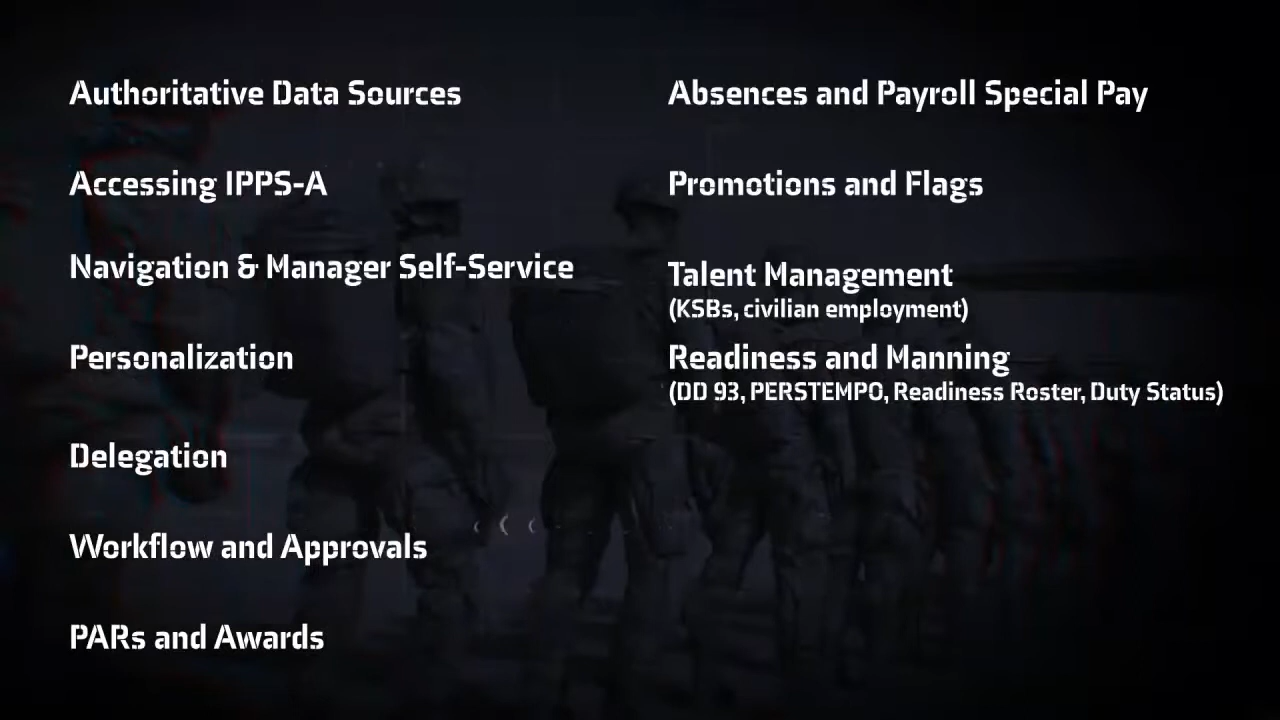 Authoritative Data Sources
Accessing IPPS-A
Navigation & Manager Self-Service
Personalization
Delegation
Workflow and Approvals
PARs and Awards
Absences and Payroll Special Pay
Promotions and Flags
Talent Management
(KSBs, civilian employment)
Readiness and Manning
(DD 93, PERSTEMPO, Readiness Roster, Duty Status)